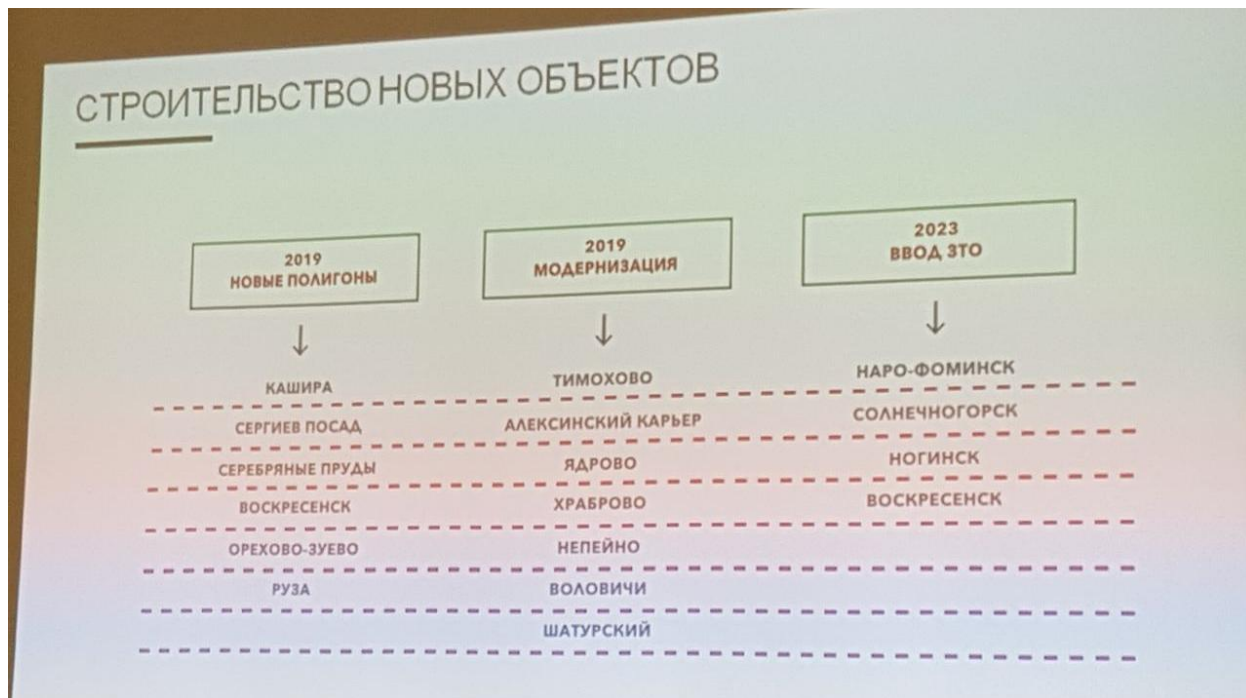 СТРОИТЕЛЬСТВО НОВЫХ ОБЪЕКТОВ
2019
НОВЫЕ ПОЛИГОНЫ
КАШИРА
СЕРГИЕВ ПОСАД
СЕРЕБРЯНЫЕ ПРУДЫ
ВОСКРЕСЕНСК
ОРЕХОВО-ЗУЕВО
РУЗА
2019
МОДЕРНИЗАЦИЯ
ТИМОХОВО
АЛЕКСИНСКИЙ КАРЬЕР
ЯДРОВО
ХРАБРОВО
НЕПЕЙНО
ВОЛОВИЧИ
ШАТУРСКИЙ
2023
ВВОД ЗТО
НАРО-ФОМИНСК
СОЛНЕЧНОГОРСК
НОГИНСК
ВОСКРЕСЕНСК